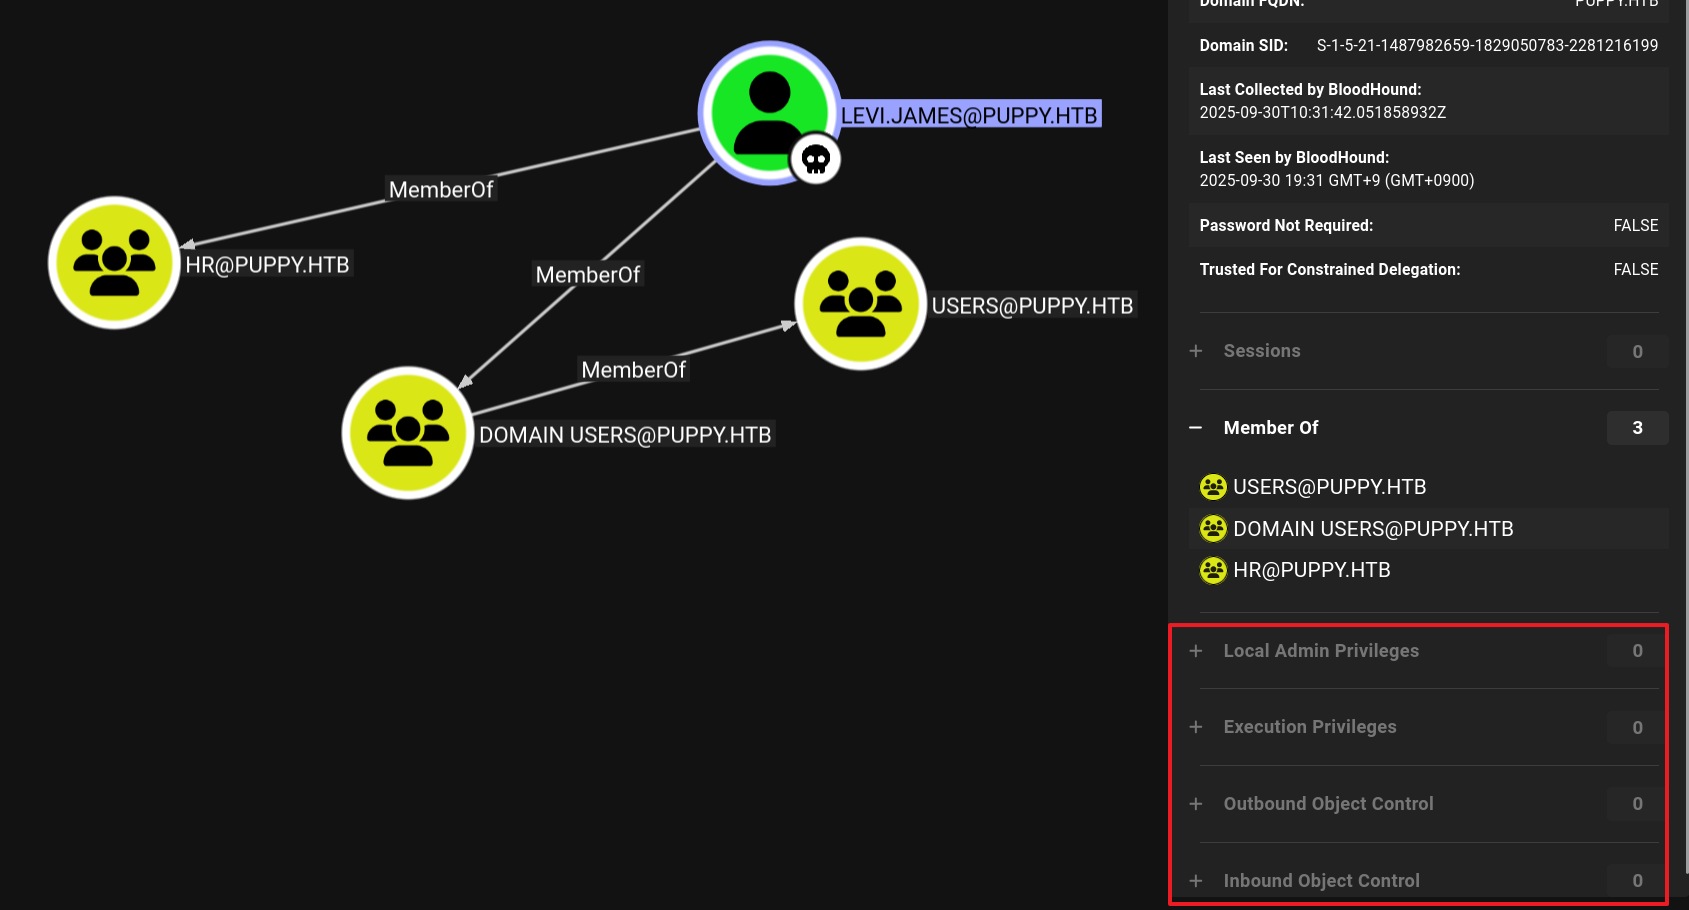 LEVI.JAMES@PUPPY.HTB
MemberOf
HR@PUPPY.HTB
MemberOf
USERS@PUPPY.HTB
MemberOf
DOMAIN USERS@PUPPY.HTB
Domain FQDN: PUPPY.HTB
Domain SID: S-1-5-21-1487982659-1829050783-2281216199
Last Collected by BloodHound:
2025-09-30T10:31:42.051858932Z
Last Seen by BloodHound:
2025-09-30 19:31 GMT+9 (GMT+0900)
Password Not Required: FALSE
Trusted For Constrained Delegation: FALSE
+ Sessions 0
− Member Of 3
USERS@PUPPY.HTB
DOMAIN USERS@PUPPY.HTB
HR@PUPPY.HTB
+ Local Admin Privileges 0
+ Execution Privileges 0
+ Outbound Object Control 0
+ Inbound Object Control 0